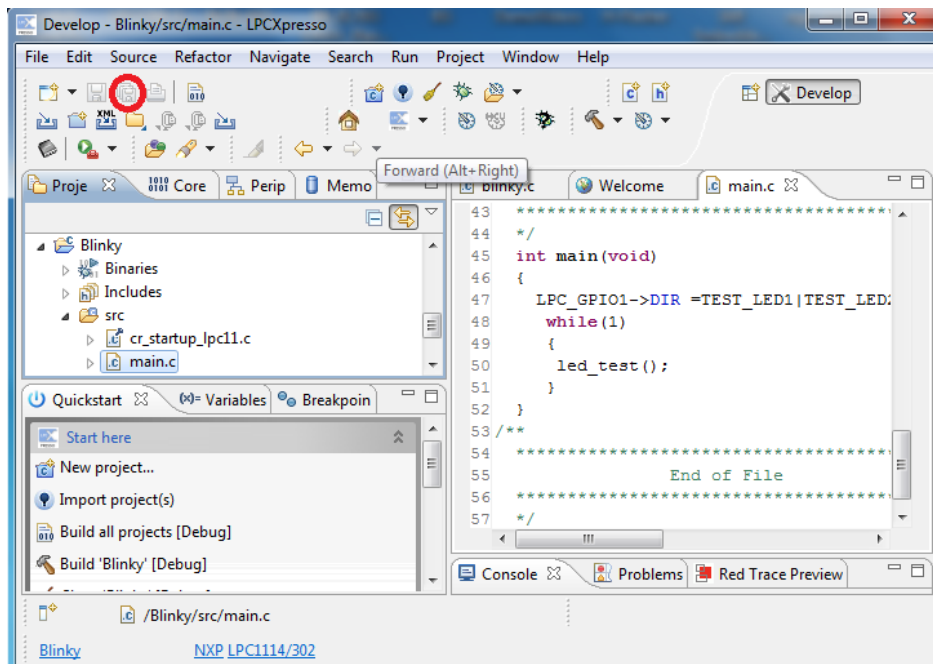 Develop - Blinky/src/main.c - LPCXpresso
File Edit Source Refactor Navigate Search Run Project Window Help
Develop
Forward (Alt+Right)
Proje Core Perip Memo
Blinky
Binaries
Includes
src
cr_startup_lpc11.c
main.c
blinky.c Welcome main.c
43 ****************************************
44 */
45 int main(void)
46 {
47 LPC_GPIO1->DIR =TEST_LED1|TEST_LED2
48 while(1)
49 {
50 led_test();
51 }
52 }
53 /**
54 ****************************************
55 End of File
56 ****************************************
57 */
Quickstart (x)= Variables Breakpoin
Start here
New project...
Import project(s)
Build all projects [Debug]
Build 'Blinky' [Debug]
Console Problems Red Trace Preview
/Blinky/src/main.c
Blinky NXP LPC1114/302